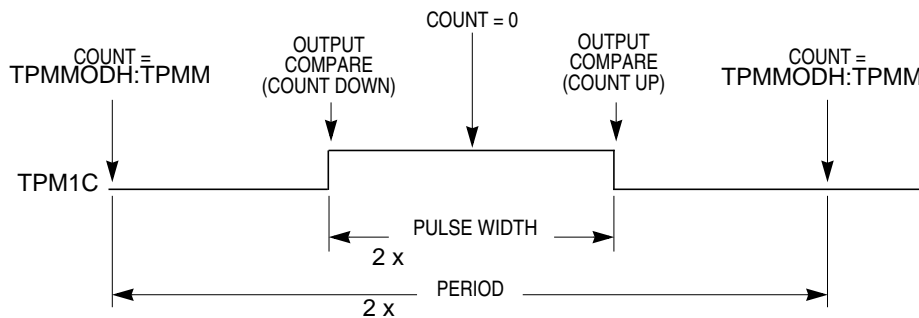 COUNT = 0
COUNT =
TPMMODH:TPMM
OUTPUT
COMPARE
(COUNT DOWN)
OUTPUT
COMPARE
(COUNT UP)
COUNT =
TPMMODH:TPMM
TPM1C
PULSE WIDTH
2 x
PERIOD
2 x